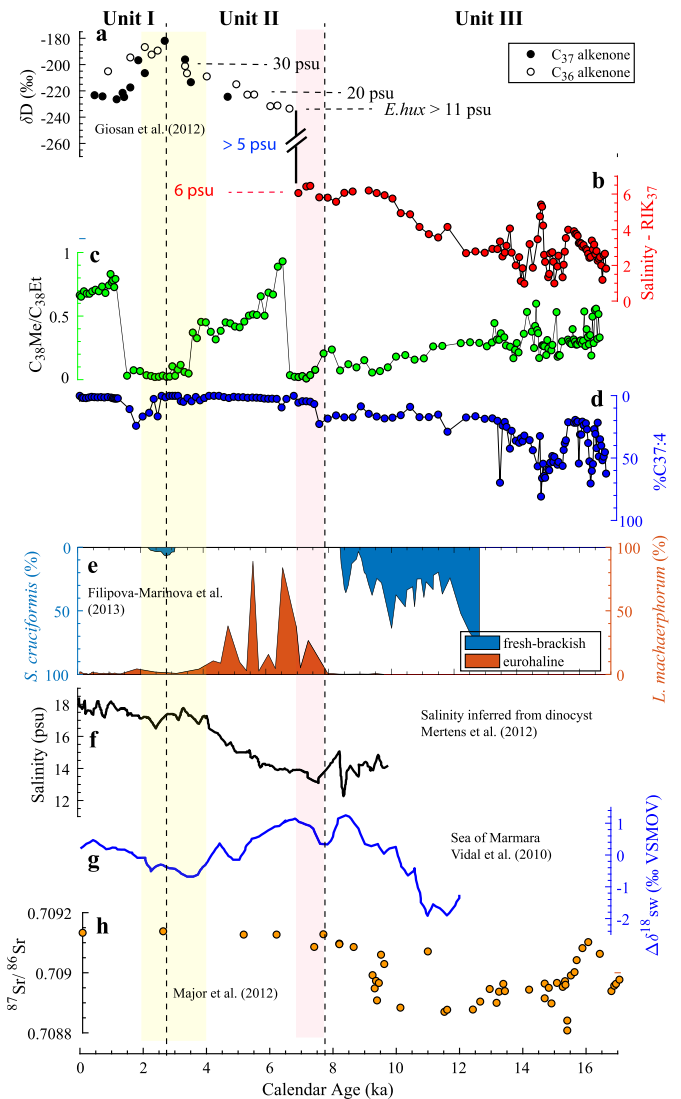 Unit I
Unit II
Unit III
a
-180
-200
-220
-240
-260
δD (‰)
C37 alkenone
C36 alkenone
30 psu
20 psu
E.hux > 11 psu
Giosan et al. (2012)
> 5 psu
6 psu
b
6
4
2
0
Salinity - RIK37
c
1
0.5
0
C38Me/C38Et
d
0
50
100
%C37:4
e
0
50
100
S. cruciformis (%)
Filipova-Marinova et al.
(2013)
fresh-brackish
eurohaline
100
50
0
L. machaerphorum (%)
f
18
16
14
12
Salinity (psu)
Salinity inferred from dinocyst
Mertens et al. (2012)
g
Sea of Marmara
Vidal et al. (2010)
1
0
-1
-2
Δδ18sw (‰ VSMOV)
h
0.7092
0.709
0.7088
87Sr/86Sr
Major et al. (2012)
0 2 4 6 8 10 12 14 16
Calendar Age (ka)